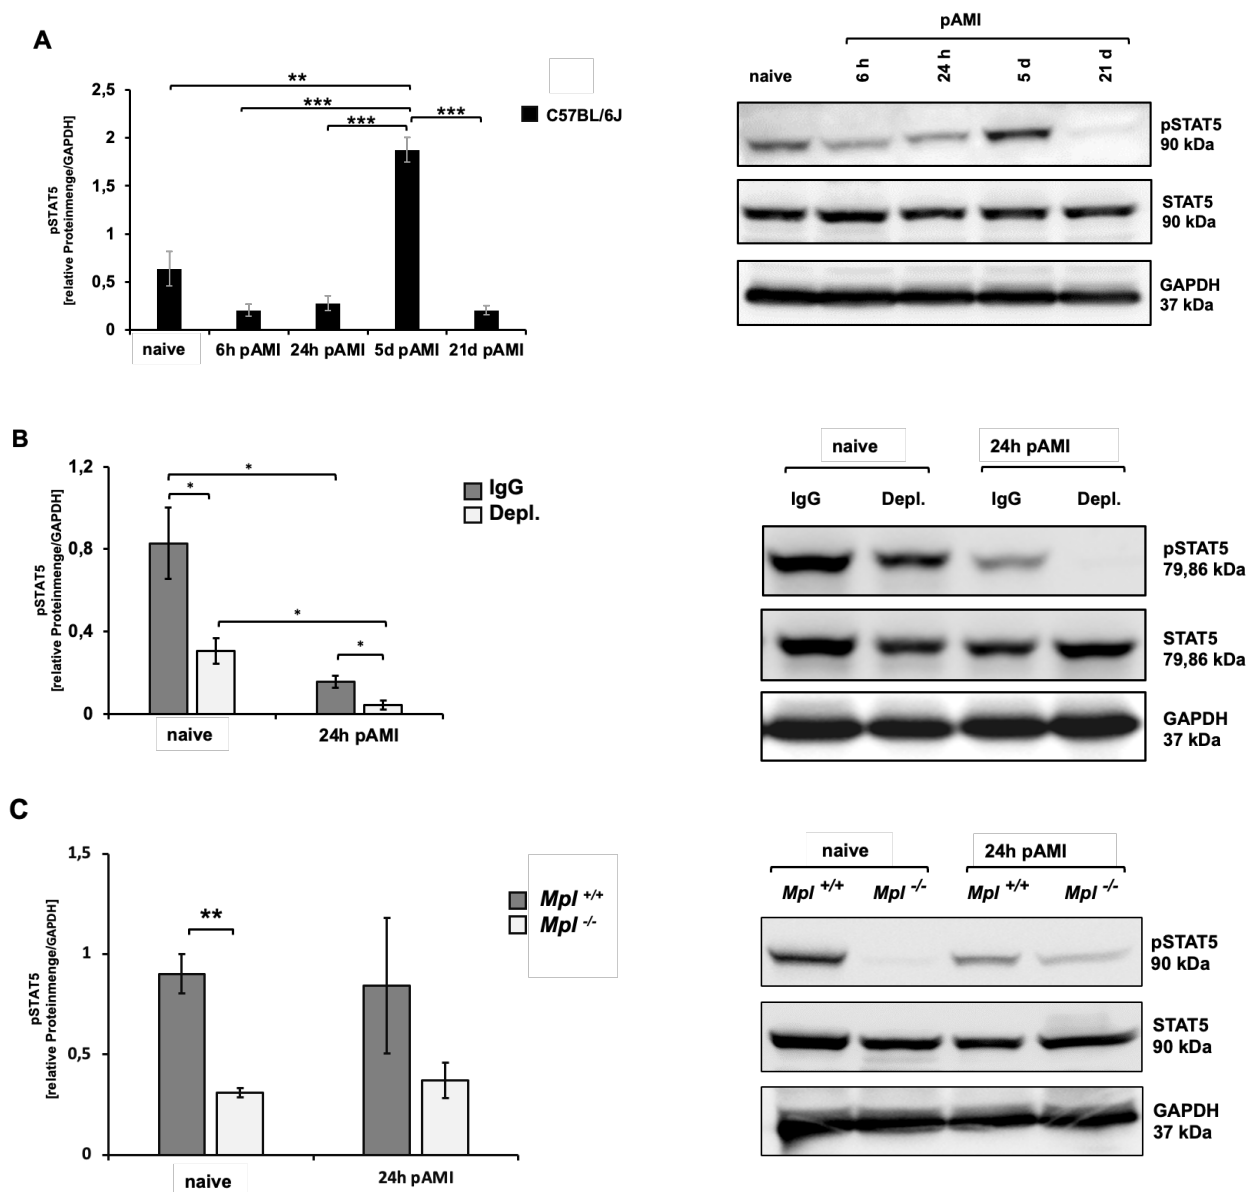 A
pSTAT5
[relative Proteinmenge/GAPDH]
2,5
2
1,5
1
0,5
0
**
***
***
***
C57BL/6J
naive
6h pAMI
24h pAMI
5d pAMI
21d pAMI
pAMI
naive
6 h
24 h
5 d
21 d
pSTAT5
90 kDa
STAT5
90 kDa
GAPDH
37 kDa
B
pSTAT5
[relative Proteinmenge/GAPDH]
1,2
0,8
0,4
0
*
*
*
*
IgG
Depl.
naive
24h pAMI
naive
24h pAMI
IgG
Depl.
IgG
Depl.
pSTAT5
79,86 kDa
STAT5
79,86 kDa
GAPDH
37 kDa
C
pSTAT5
[relative Proteinmenge/GAPDH]
1,5
1
0,5
0
**
Mpl +/+
Mpl -/-
naive
24h pAMI
naive
24h pAMI
Mpl +/+
Mpl -/-
Mpl +/+
Mpl -/-
pSTAT5
90 kDa
STAT5
90 kDa
GAPDH
37 kDa